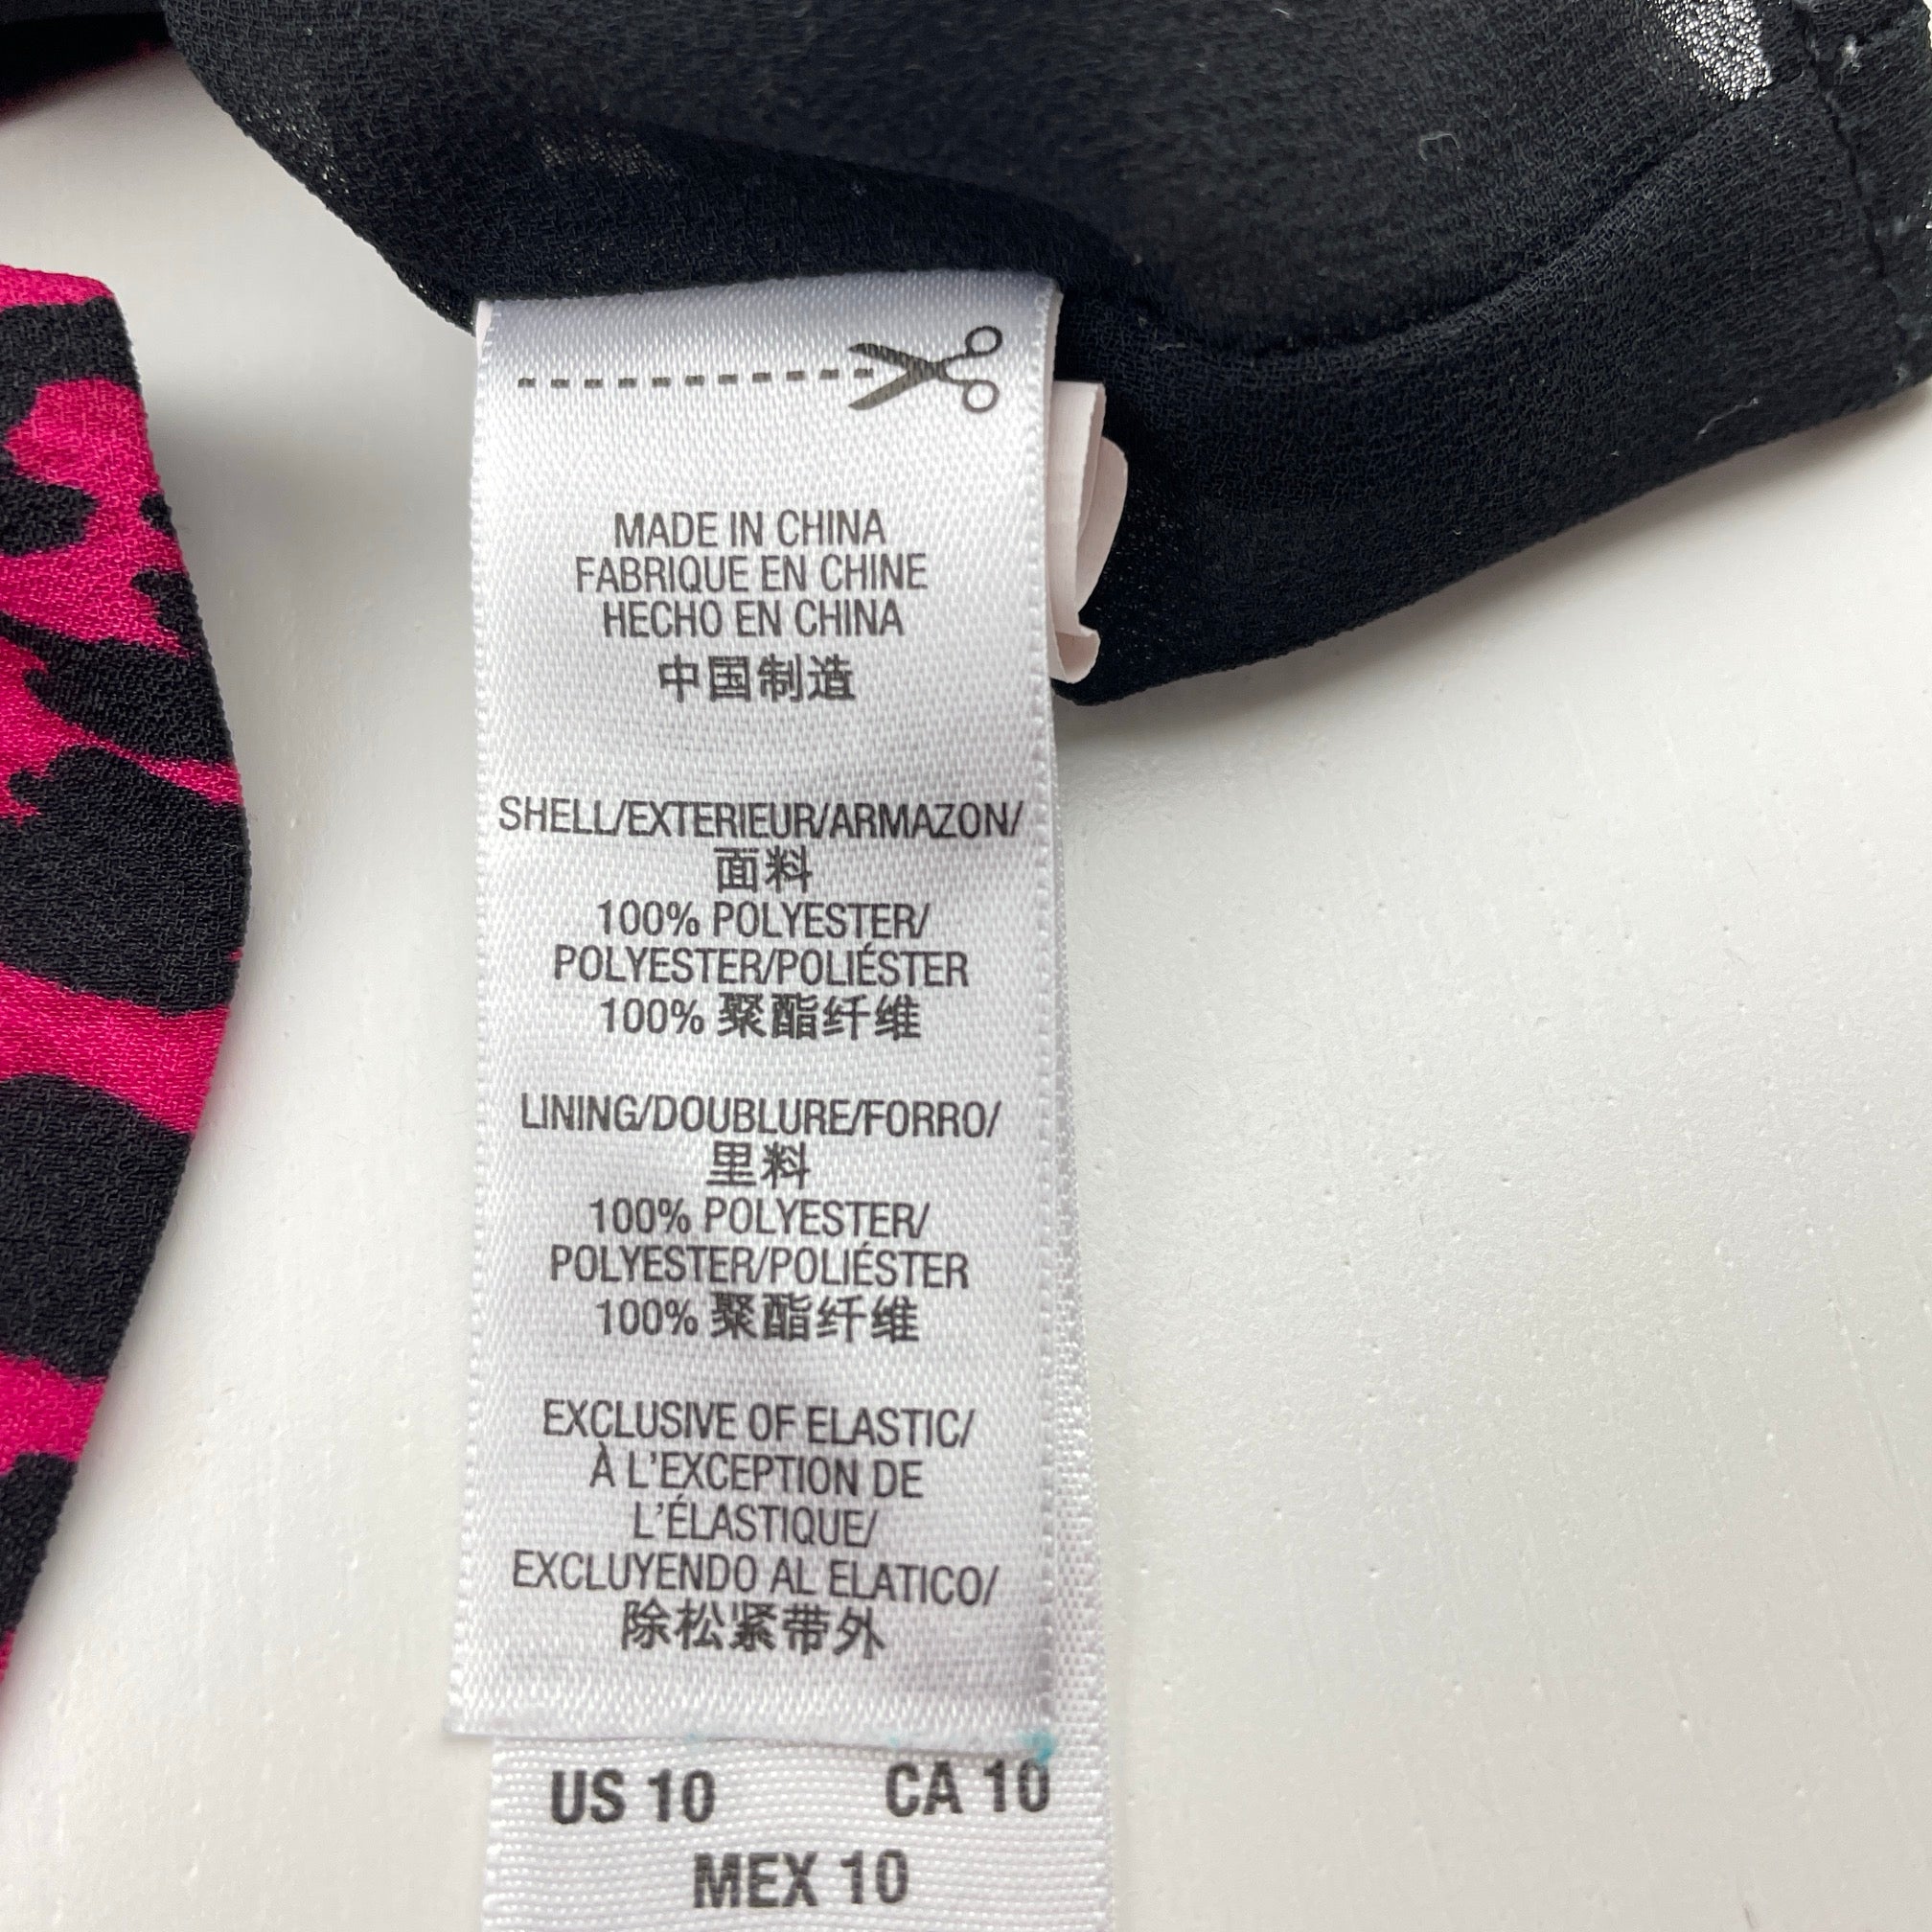 MADE IN CHINA
FABRIQUE EN CHINE
HECHO EN CHINA
中国制造
SHELL/EXTERIEUR/ARMAZON/
面料
100% POLYESTER/
POLYESTER/POLIÉSTER
100% 聚酯纤维
LINING/DOUBLURE/FORRO/
里料
100% POLYESTER/
POLYESTER/POLIÉSTER
100% 聚酯纤维
EXCLUSIVE OF ELASTIC/
À L'EXCEPTION DE
L'ÉLASTIQUE/
EXCLUYENDO AL ELATICO/
除松紧带外
US 10 CA 10
MEX 10